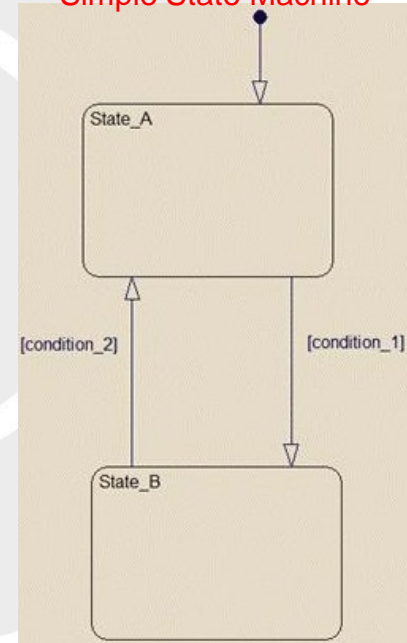 Simple State Machine
State_A
[condition_2]
[condition_1]
State_B